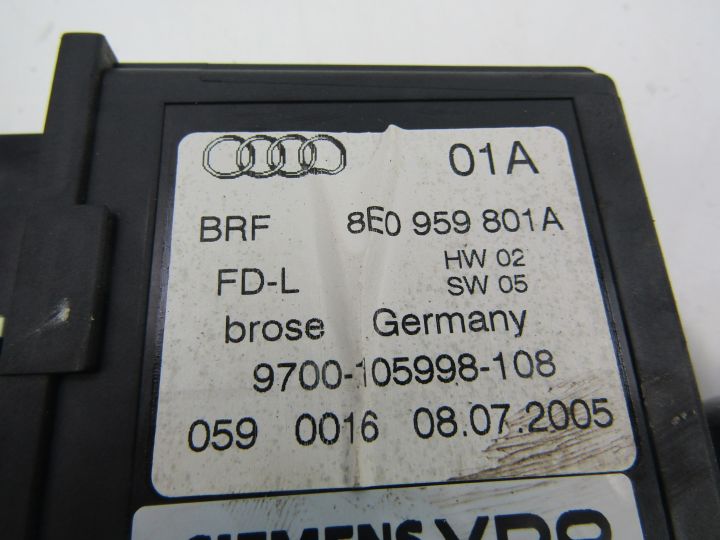 01A
BRF 8E0 959 801A
FD-L HW 02
SW 05
brose Germany
9700-105998-108
059 0016 08.07.2005
SIEMENS VDO